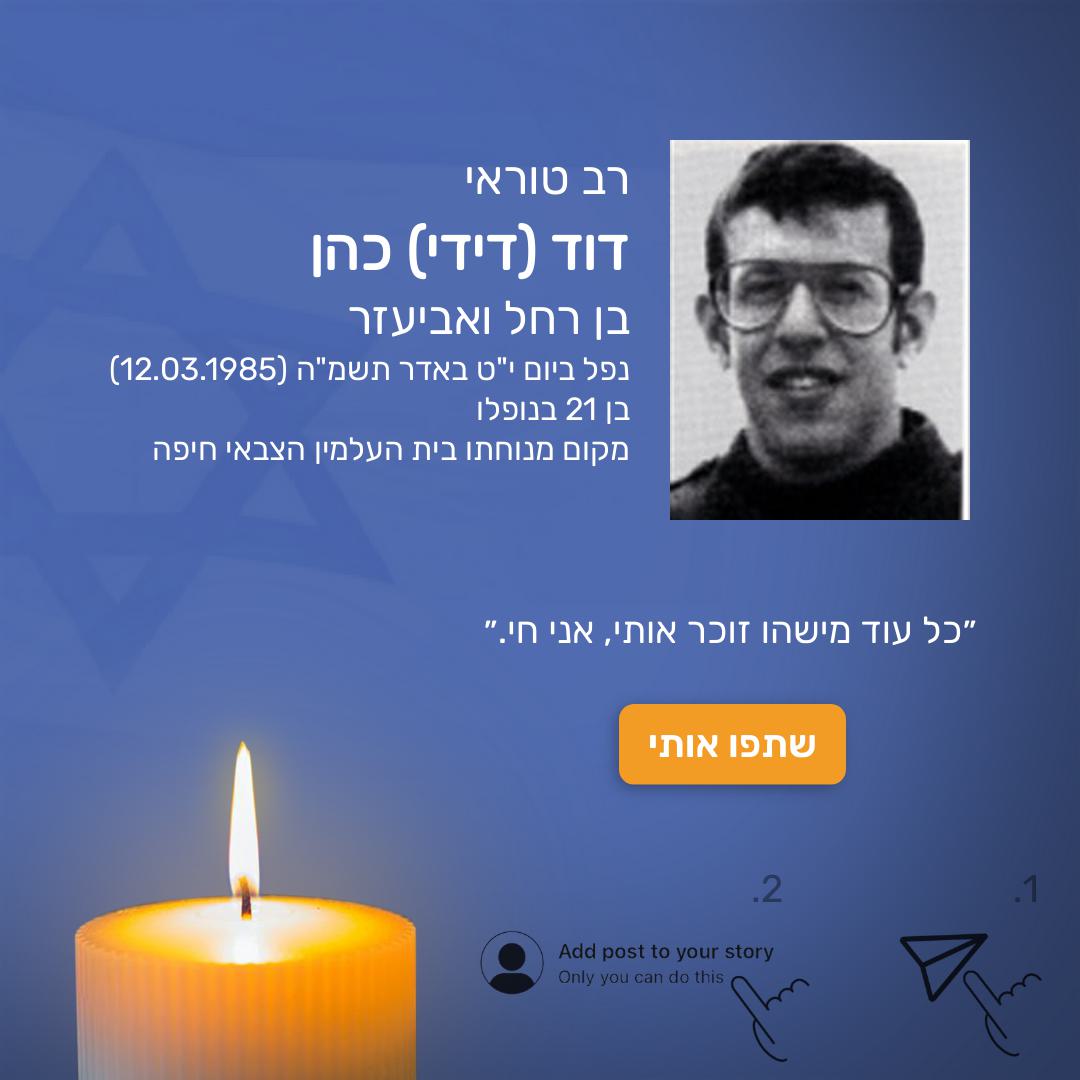 רב טוראי
דוד (דידי) כהן
בן רחל ואביעזר
נפל ביום י"ט באדר תשמ"ה (12.03.1985)
בן 21 בנופלו
מקום מנוחתו בית העלמין הצבאי חיפה
״כל עוד מישהו זוכר אותי, אני חי.״
שתפו אותי
1.
2.
Add post to your story
Only you can do this